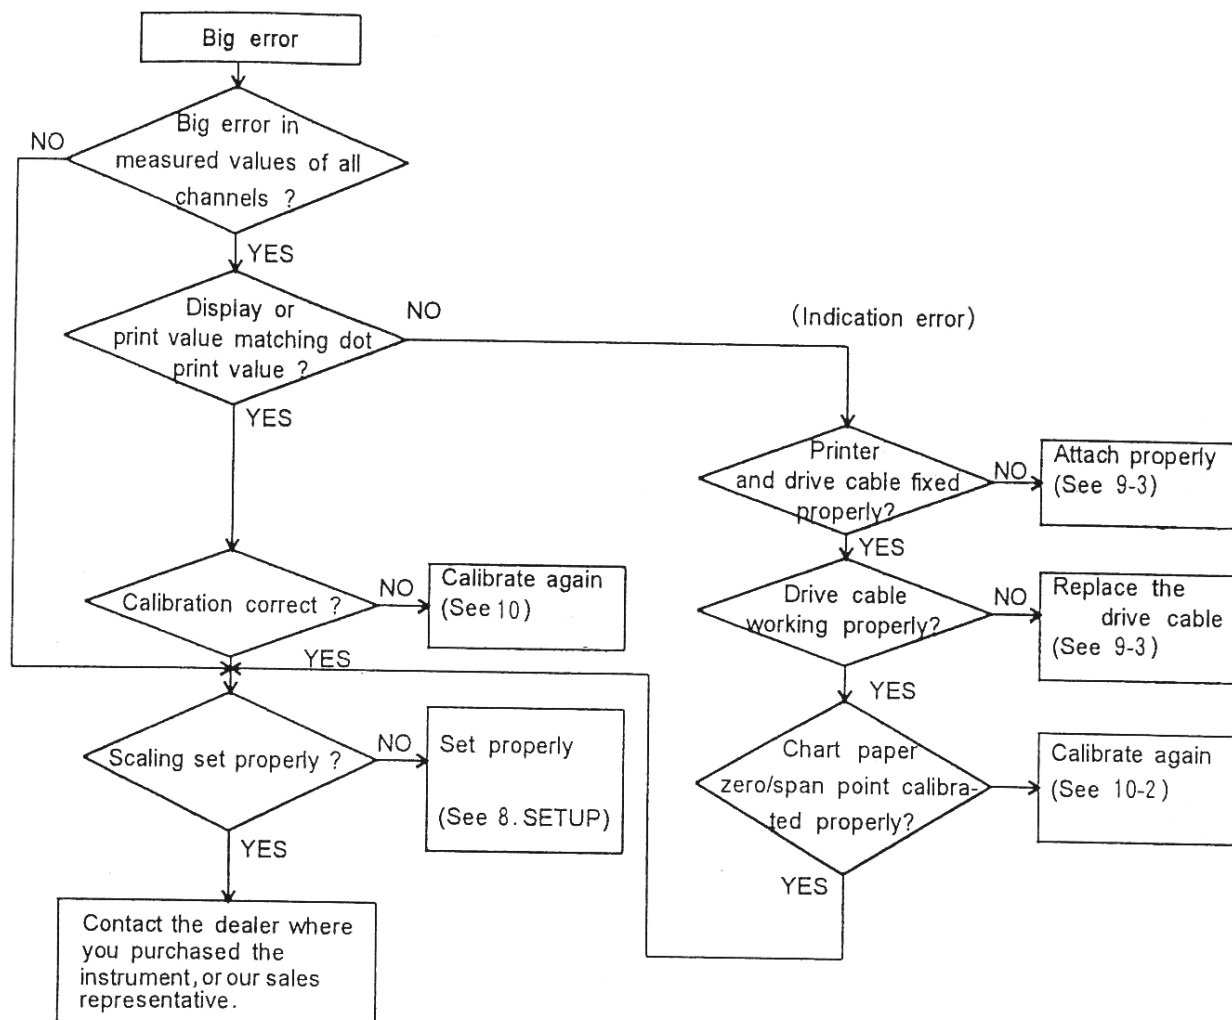 Big error
Big error in
measured values of all
channels ?
NO
YES
Display or
print value matching dot
print value ?
NO
(Indication error)
YES
Printer
and drive cable fixed
properly?
NO
Attach properly
(See 9-3)
YES
Calibration correct ?
NO
Calibrate again
(See 10)
YES
Drive cable
working properly?
NO
Replace the
drive cable
(See 9-3)
YES
Scaling set properly ?
NO
Set properly
(See 8. SETUP)
YES
Chart paper
zero/span point calibra-
ted properly?
Calibrate again
(See 10-2)
YES
Contact the dealer where
you purchased the
instrument, or our sales
representative.